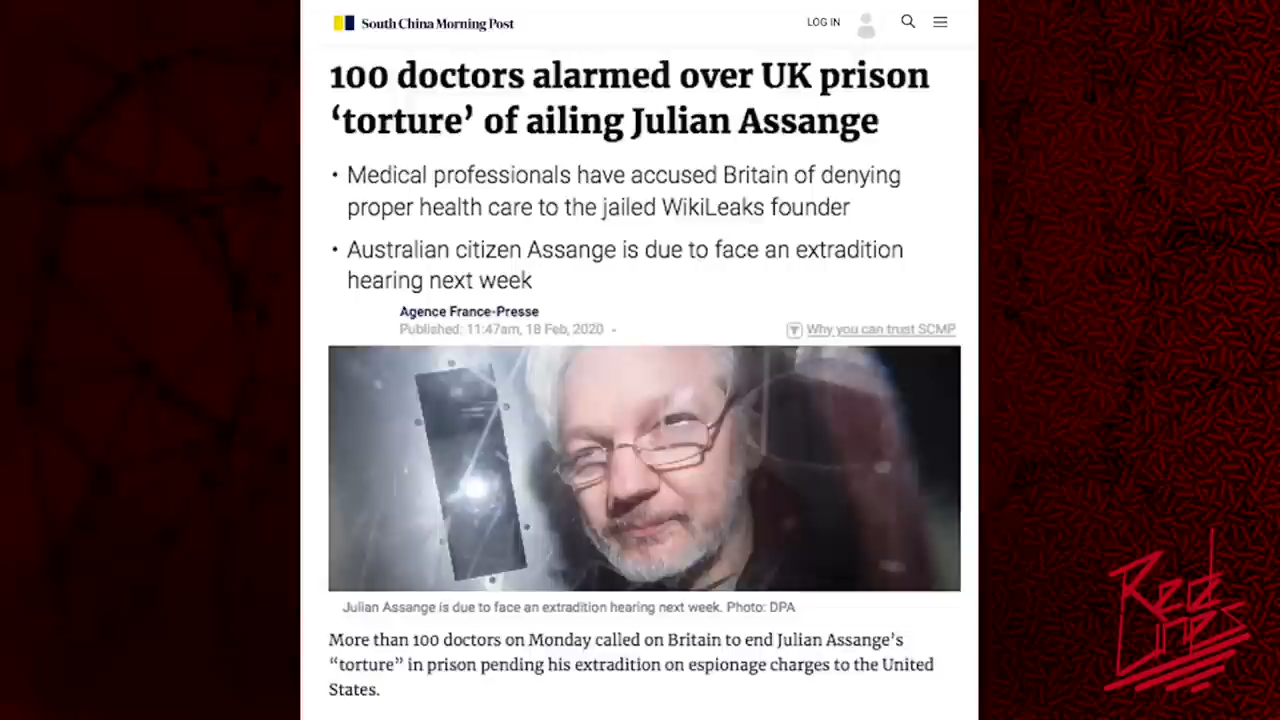 South China Morning Post
LOG IN
100 doctors alarmed over UK prison
‘torture’ of ailing Julian Assange
• Medical professionals have accused Britain of denying
proper health care to the jailed WikiLeaks founder
• Australian citizen Assange is due to face an extradition
hearing next week
Agence France-Presse
Published: 11:47am, 18 Feb, 2020
Why you can trust SCMP
Julian Assange is due to face an extradition hearing next week. Photo: DPA
More than 100 doctors on Monday called on Britain to end Julian Assange’s
“torture” in prison pending his extradition on espionage charges to the United
States.
Red
Lines